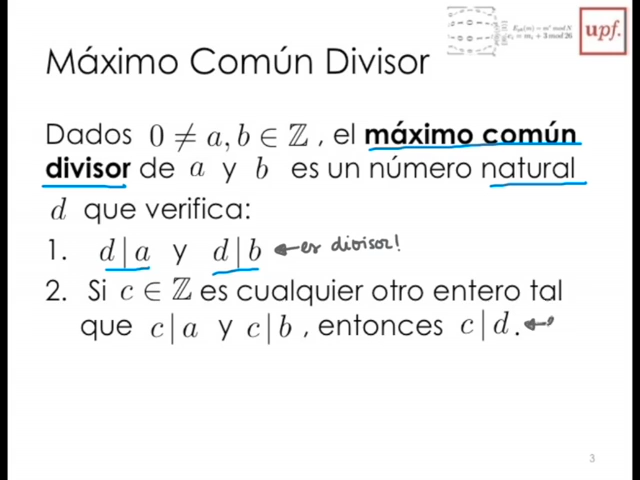 upf.
Máximo Común Divisor
Dados 0 ≠ a, b ∈ ℤ , el máximo común
divisor de a y b es un número natural
d que verifica:
1. d | a y d | b ← es divisor!
2. Si c ∈ ℤ es cualquier otro entero tal
que c | a y c | b , entonces c | d . ←
3